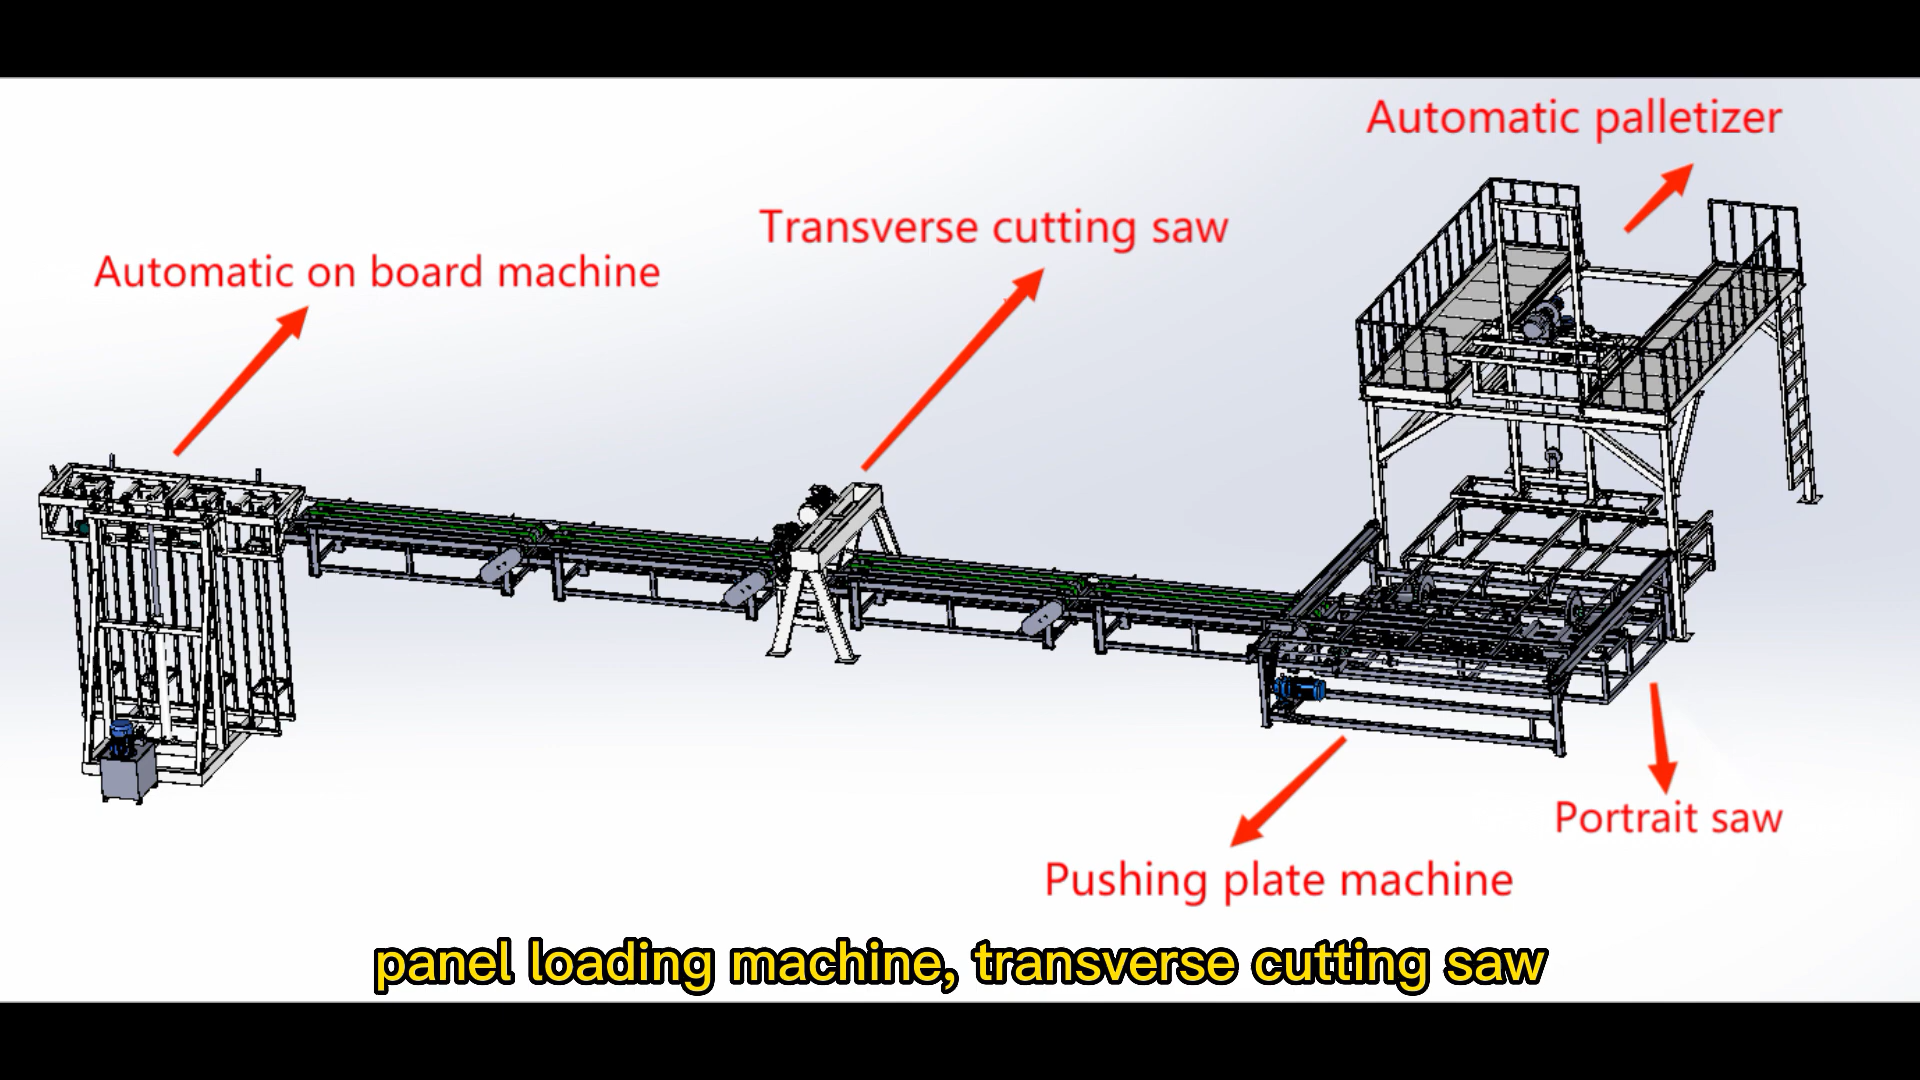 Automatic palletizer
Transverse cutting saw
Automatic on board machine
Portrait saw
Pushing plate machine
panel loading machine, transverse cutting saw